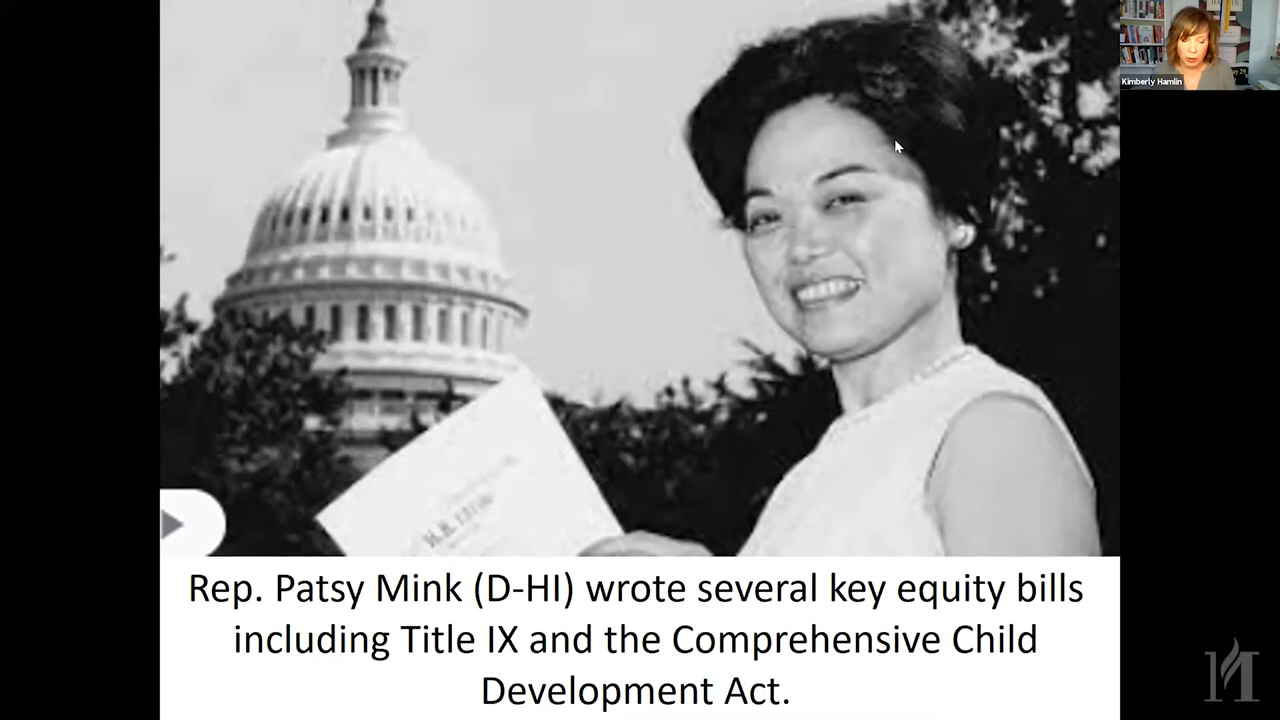 Kimberly Hamlin
Rep. Patsy Mink (D-HI) wrote several key equity bills
including Title IX and the Comprehensive Child
Development Act.